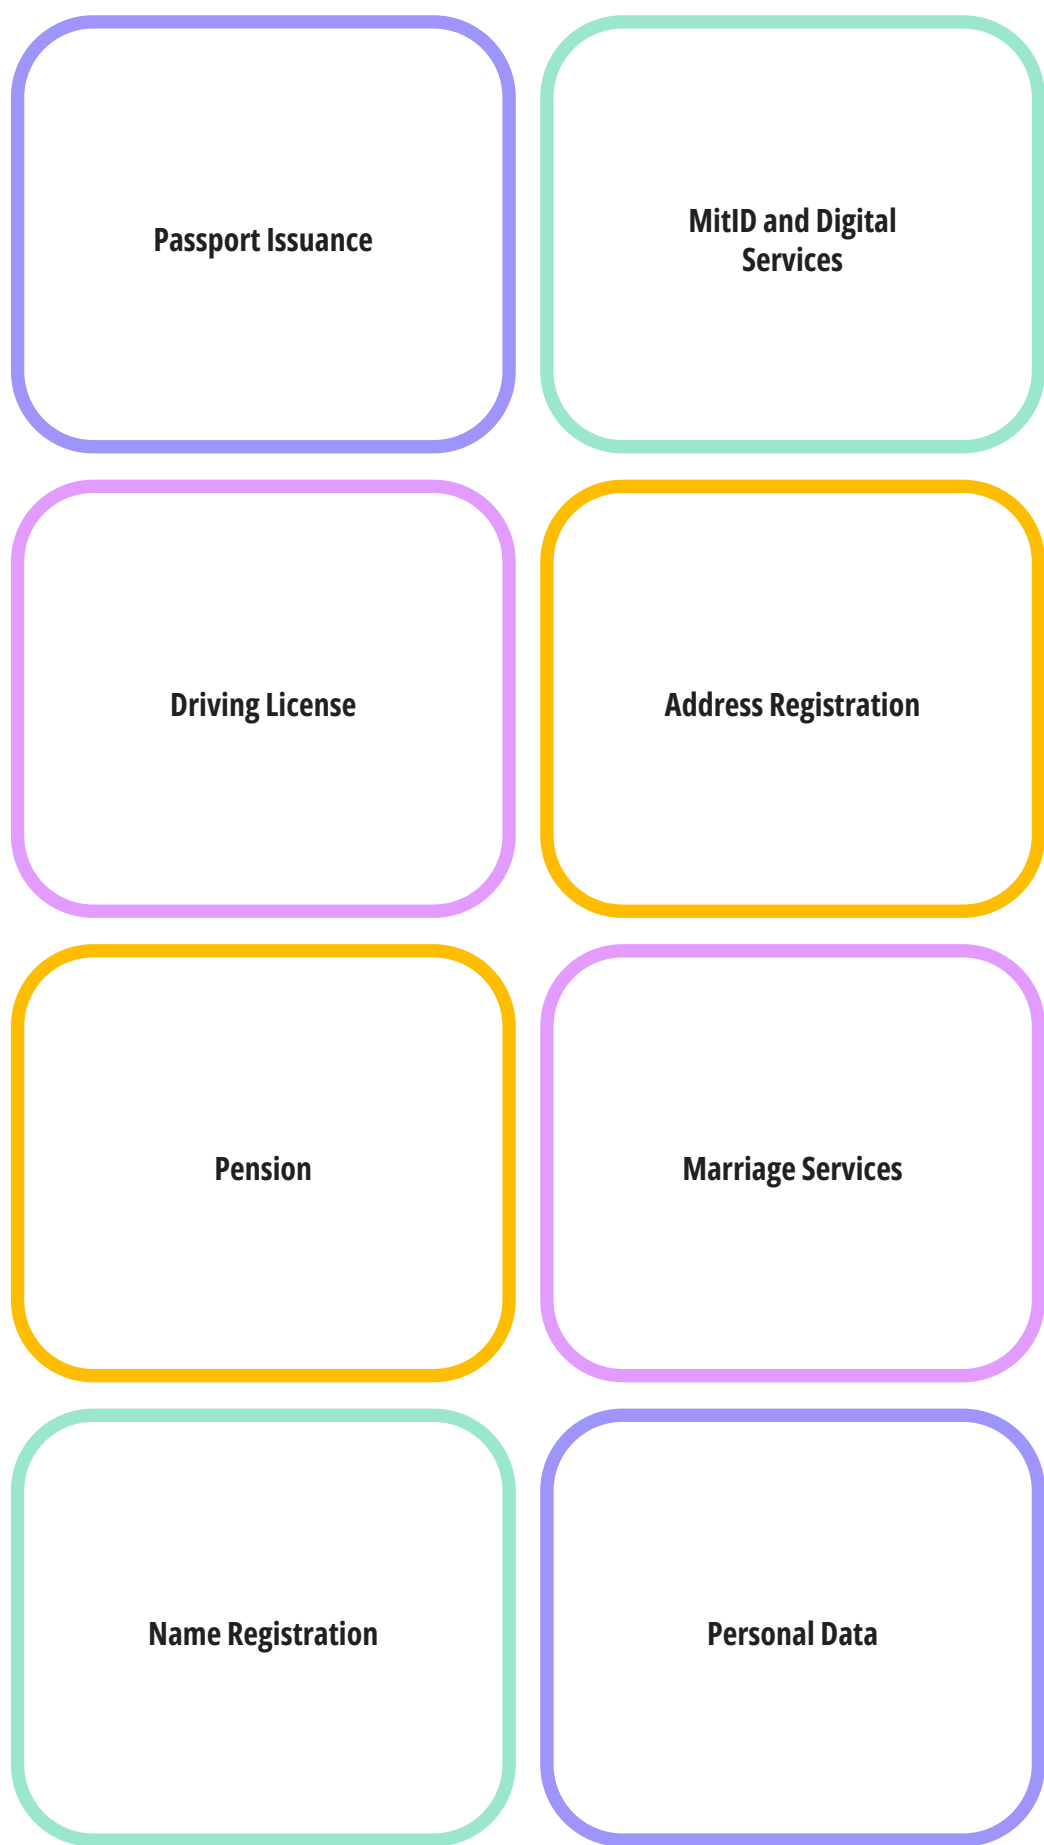 Passport Issuance
MitID and Digital
Services
Driving License
Address Registration
Pension
Marriage Services
Name Registration
Personal Data